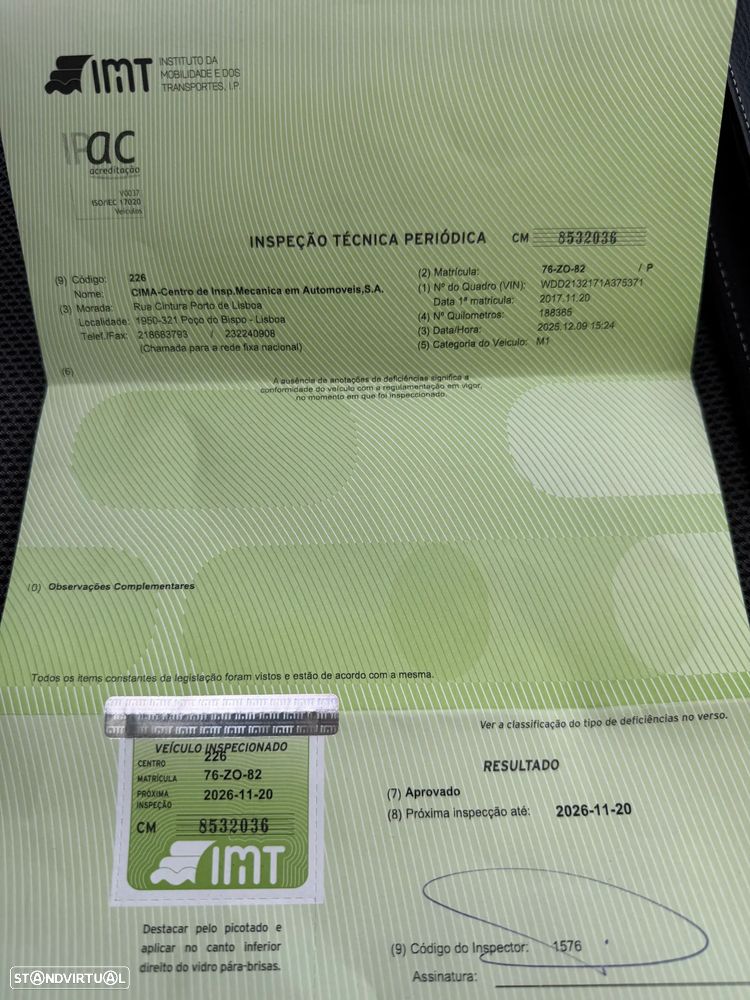 IMT INSTITUTO DA
MOBILIDADE E DOS
TRANSPORTES, I.P.
IPac
acreditação
V0037
ISO/IEC 17020
Veículos
INSPEÇÃO TÉCNICA PERIÓDICA CM 8532036
(9) Código: 226
Nome: CIMA-Centro de Insp.Mecanica em Automoveis,S.A.
(3) Morada: Rua Cintura Porto de Lisboa
Localidade: 1950-321 Poço do Bispo - Lisboa
Telef./Fax: 218683793 / 232240908
(Chamada para a rede fixa nacional)
(2) Matrícula: 76-ZO-82 / P
(1) Nº do Quadro (VIN): WDD2132171A375371
Data 1ª matrícula: 2017.11.20
(4) Nº Quilometros: 188385
(3) Data/Hora: 2025.12.09 15:24
(5) Categoria do Veículo: M1
(6)
A ausência de anotações de deficiências significa a
conformidade do veículo com a regulamentação em vigor,
no momento em que foi inspeccionado.
10) Observações Complementares
Todos os itens constantes da legislação foram vistos e estão de acordo com a mesma.
Ver a classificação do tipo de deficiências no verso.
VEÍCULO INSPECIONADO
CENTRO 226
MATRÍCULA 76-ZO-82
PRÓXIMA
INSPEÇÃO 2026-11-20
CM 8532036
IMT
RESULTADO
(7) Aprovado
(8) Próxima inspecção até: 2026-11-20
Destacar pelo picotado e
aplicar no canto inferior
direito do vidro pára-brisas.
(9) Código do Inspector: 1576
Assinatura:
STANDVIRTUAL